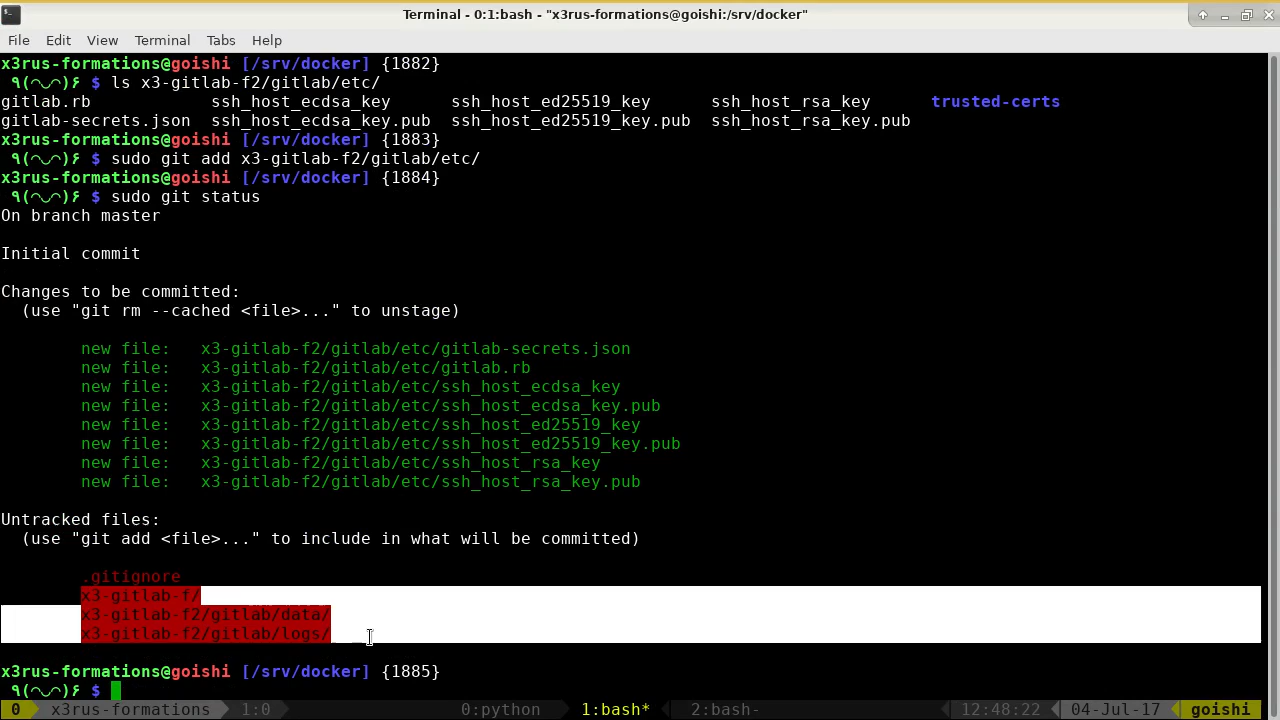 Terminal - 0:1:bash - "x3rus-formations@goishi:/srv/docker"
File Edit View Terminal Tabs Help
x3rus-formations@goishi [/srv/docker] {1882}
٩(◠◡◠)۶ $ ls x3-gitlab-f2/gitlab/etc/
gitlab.rb ssh_host_ecdsa_key ssh_host_ed25519_key ssh_host_rsa_key trusted-certs
gitlab-secrets.json ssh_host_ecdsa_key.pub ssh_host_ed25519_key.pub ssh_host_rsa_key.pub
x3rus-formations@goishi [/srv/docker] {1883}
٩(◠◡◠)۶ $ sudo git add x3-gitlab-f2/gitlab/etc/
x3rus-formations@goishi [/srv/docker] {1884}
٩(◠◡◠)۶ $ sudo git status
On branch master
Initial commit
Changes to be committed:
(use "git rm --cached <file>..." to unstage)
new file: x3-gitlab-f2/gitlab/etc/gitlab-secrets.json
new file: x3-gitlab-f2/gitlab/etc/gitlab.rb
new file: x3-gitlab-f2/gitlab/etc/ssh_host_ecdsa_key
new file: x3-gitlab-f2/gitlab/etc/ssh_host_ecdsa_key.pub
new file: x3-gitlab-f2/gitlab/etc/ssh_host_ed25519_key
new file: x3-gitlab-f2/gitlab/etc/ssh_host_ed25519_key.pub
new file: x3-gitlab-f2/gitlab/etc/ssh_host_rsa_key
new file: x3-gitlab-f2/gitlab/etc/ssh_host_rsa_key.pub
Untracked files:
(use "git add <file>..." to include in what will be committed)
.gitignore
x3-gitlab-f/
x3-gitlab-f2/gitlab/data/
x3-gitlab-f2/gitlab/logs/
x3rus-formations@goishi [/srv/docker] {1885}
٩(◠◡◠)۶ $
0 x3rus-formations 1:0 0:python 1:bash* 2:bash- 12:48:22 04-Jul-17 goishi